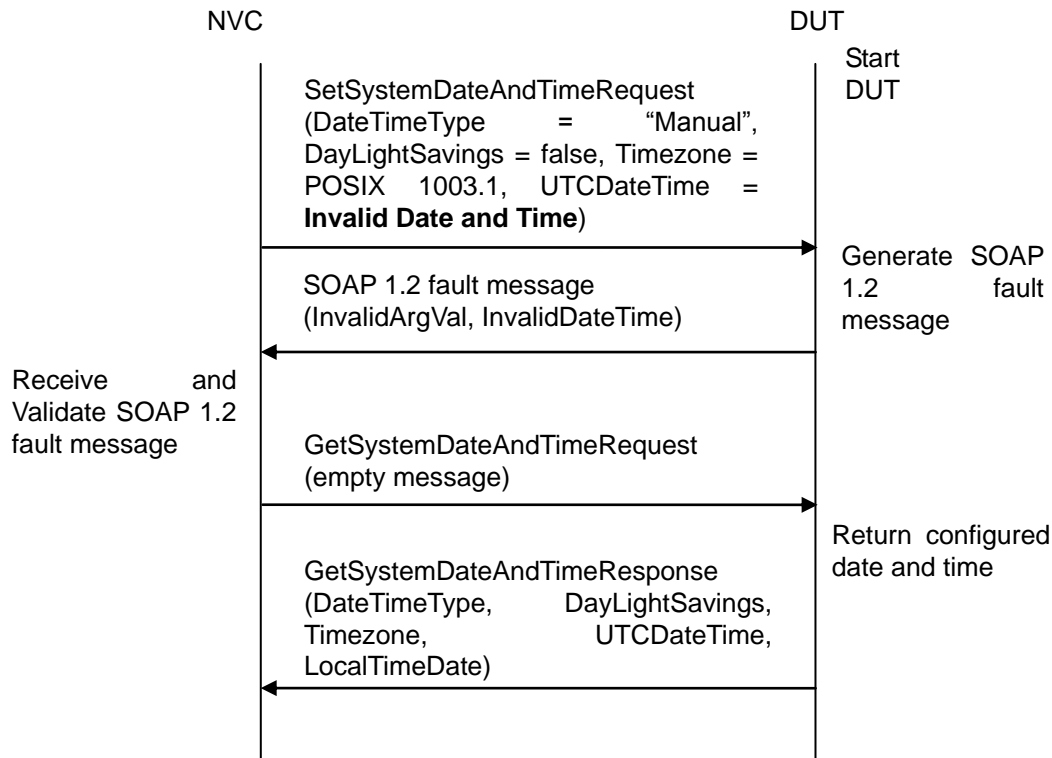 NVC
DUT
Start
DUT
SetSystemDateAndTimeRequest
(DateTimeType = “Manual”,
DayLightSavings = false, Timezone =
POSIX 1003.1, UTCDateTime =
Invalid Date and Time)
Generate SOAP
1.2 fault
message
SOAP 1.2 fault message
(InvalidArgVal, InvalidDateTime)
Receive and
Validate SOAP 1.2
fault message
GetSystemDateAndTimeRequest
(empty message)
Return configured
date and time
GetSystemDateAndTimeResponse
(DateTimeType, DayLightSavings,
Timezone, UTCDateTime,
LocalTimeDate)